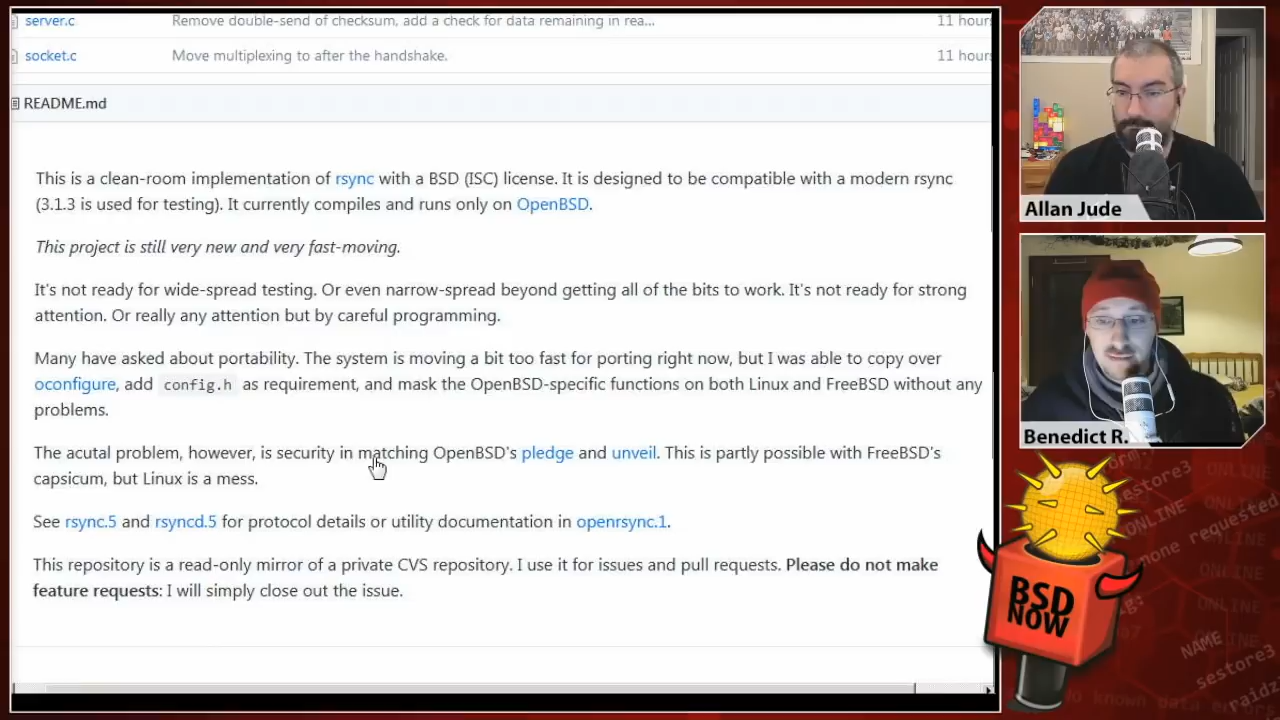 server.c Remove double-send of checksum, add a check for data remaining in rea... 11 hour
socket.c Move multiplexing to after the handshake. 11 hour
README.md
This is a clean-room implementation of rsync with a BSD (ISC) license. It is designed to be compatible with a modern rsync
(3.1.3 is used for testing). It currently compiles and runs only on OpenBSD.
This project is still very new and very fast-moving.
It's not ready for wide-spread testing. Or even narrow-spread beyond getting all of the bits to work. It's not ready for strong
attention. Or really any attention but by careful programming.
Many have asked about portability. The system is moving a bit too fast for porting right now, but I was able to copy over
oconfigure, add config.h as requirement, and mask the OpenBSD-specific functions on both Linux and FreeBSD without any
problems.
The acutal problem, however, is security in matching OpenBSD's pledge and unveil. This is partly possible with FreeBSD's
capsicum, but Linux is a mess.
See rsync.5 and rsyncd.5 for protocol details or utility documentation in openrsync.1.
This repository is a read-only mirror of a private CVS repository. I use it for issues and pull requests. Please do not make
feature requests: I will simply close out the issue.
Allan Jude
Benedict R.
BSD
NOW
estore3
ONLINE
none requested
ONLINE
ONLINE
NAME
sestore3
raidz